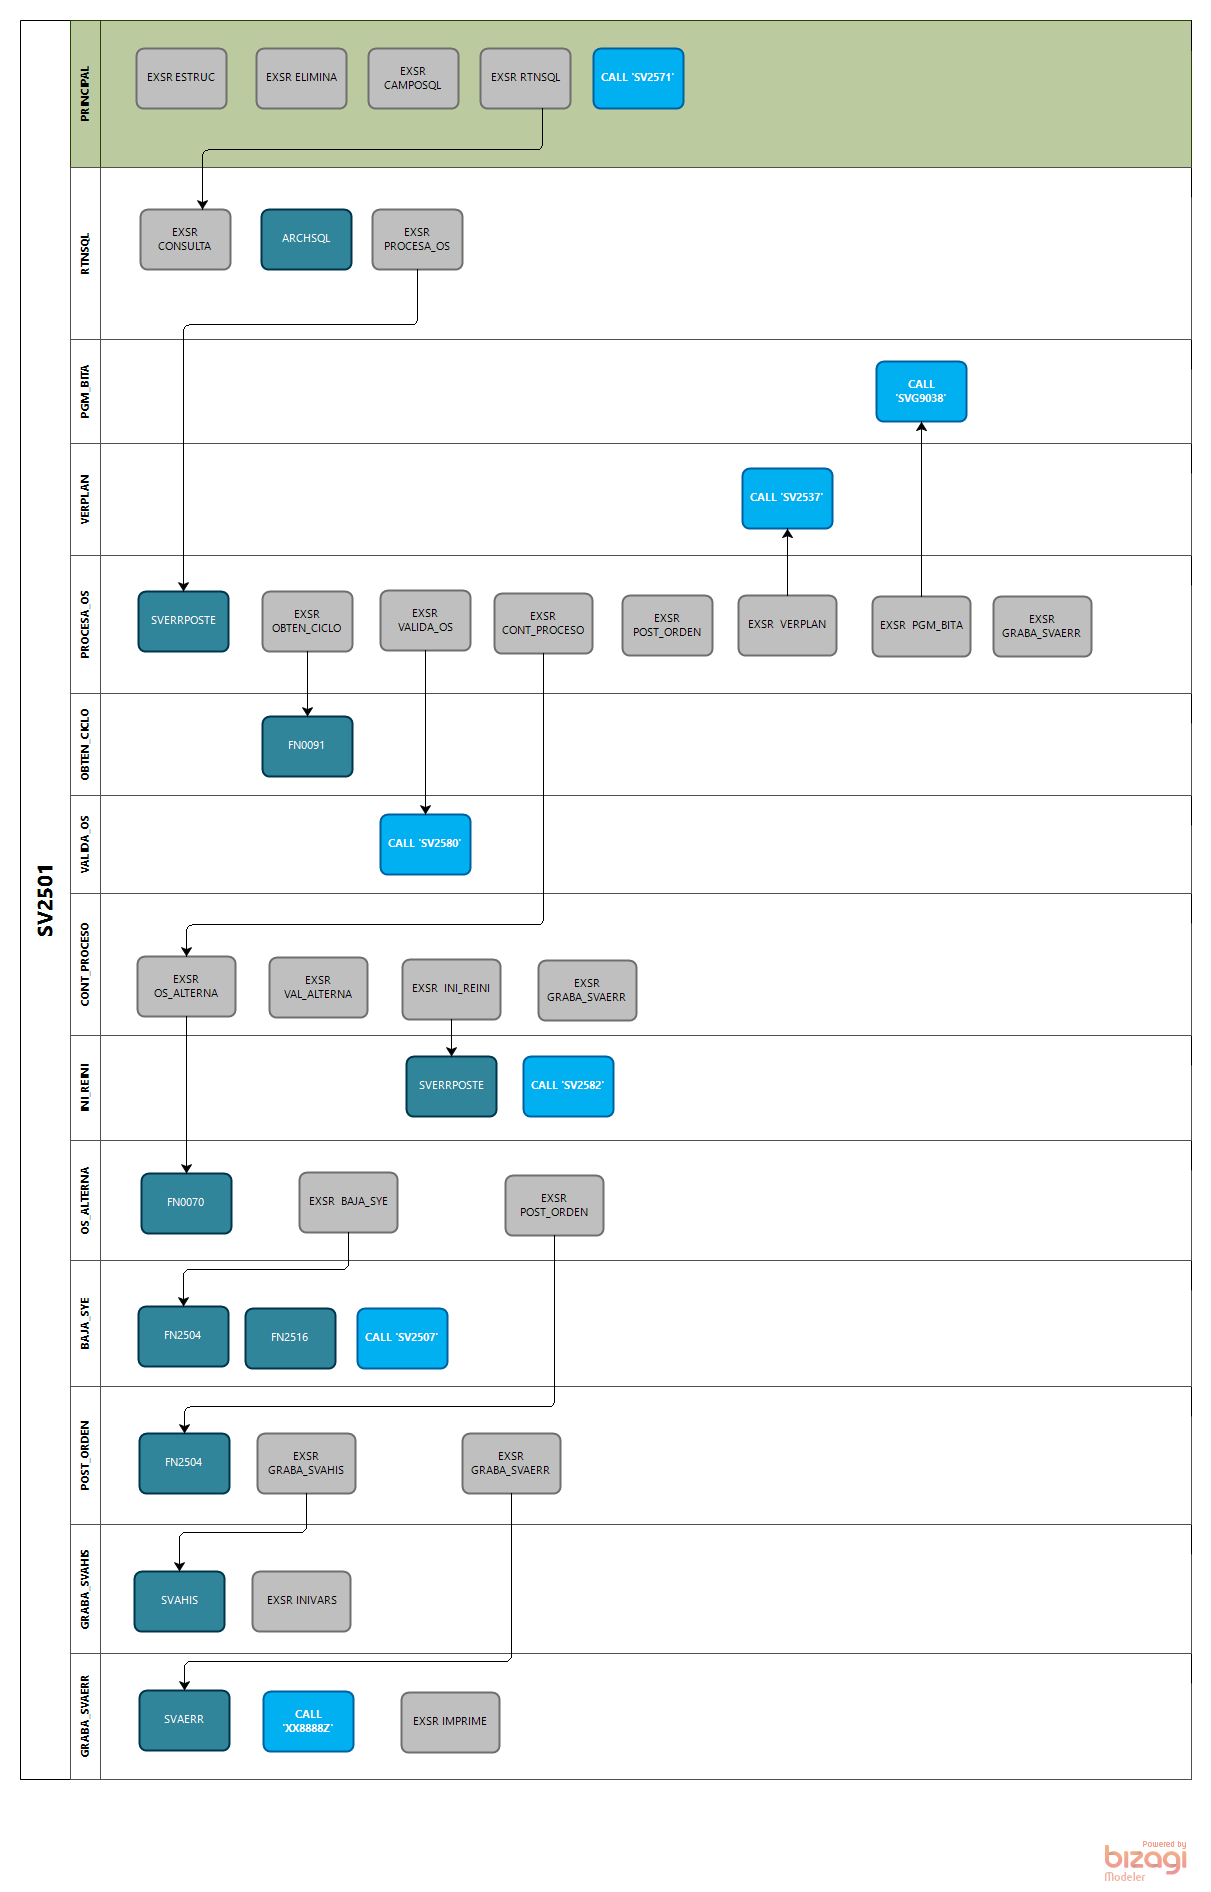 SV2501
PRINCIPAL
EXSR ESTRUC
EXSR ELIMINA
EXSR
CAMPOSQL
EXSR RTNSQL
CALL 'SV2571'
RTNSQL
EXSR
CONSULTA
ARCHSQL
EXSR
PROCESA_OS
PGM_BITA
CALL
'SVG9038'
VERPLAN
CALL 'SV2537'
PROCESA_OS
SVERRPOSTE
EXSR
OBTEN_CICLO
EXSR
VALIDA_OS
EXSR
CONT_PROCESO
EXSR
POST_ORDEN
EXSR VERPLAN
EXSR PGM_BITA
EXSR
GRABA_SVAERR
OBTEN_CICLO
FN0091
VALIDA_OS
CALL 'SV2580'
CONT_PROCESO
EXSR
OS_ALTERNA
EXSR
VAL_ALTERNA
EXSR INI_REINI
EXSR
GRABA_SVAERR
INI_REINI
SVERRPOSTE
CALL 'SV2582'
OS_ALTERNA
FN0070
EXSR BAJA_SYE
EXSR
POST_ORDEN
BAJA_SYE
FN2504
FN2516
CALL 'SV2507'
POST_ORDEN
FN2504
EXSR
GRABA_SVAHIS
EXSR
GRABA_SVAERR
GRABA_SVAHIS
SVAHIS
EXSR INIVARS
GRABA_SVAERR
SVAERR
CALL
'XX8888Z'
EXSR IMPRIME
Powered by
bizagi
Modeler